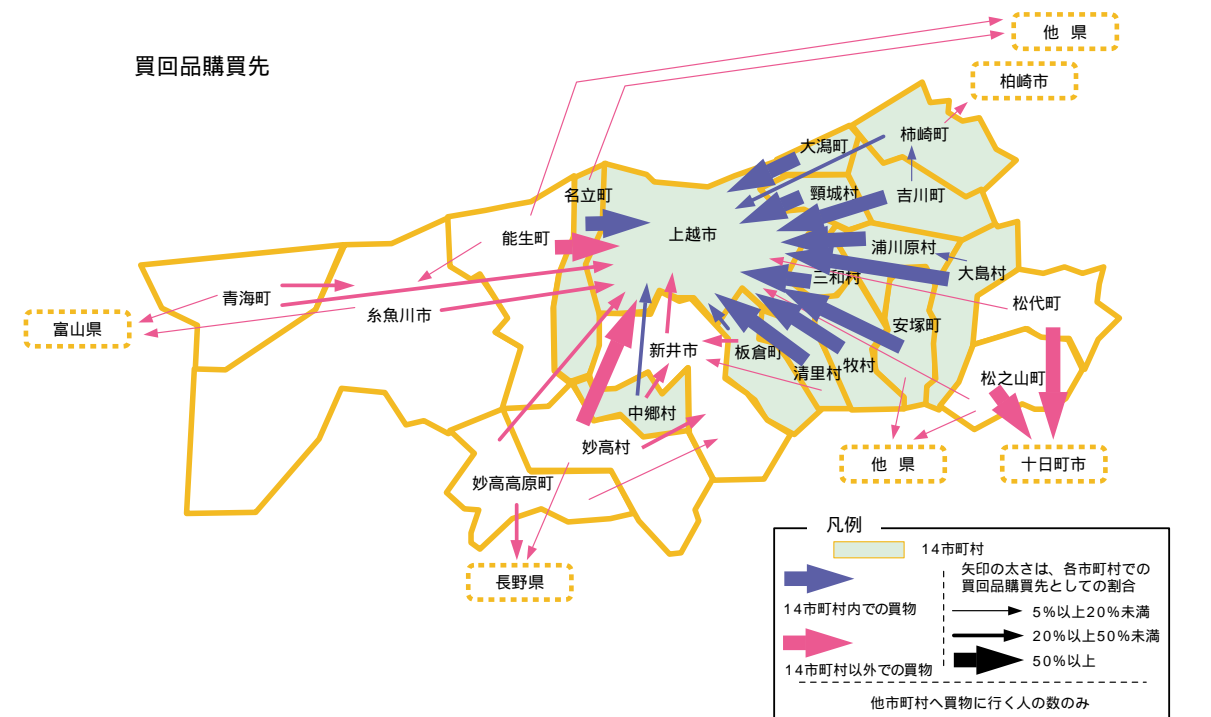 買回品購買先
他 県
柏崎市
大潟町
柿崎町
名立町
頸城村
吉川町
能生町
上越市
浦川原村
三和村
大島村
青海町
糸魚川市
松代町
富山県
安塚町
新井市
板倉町
清里村
牧村
松之山町
中郷村
妙高村
他 県
十日町市
妙高高原町
長野県
凡例
14市町村
矢印の太さは、各市町村での
買回品購買先としての割合
14市町村内での買物
5%以上20%未満
20%以上50%未満
50%以上
14市町村以外での買物
他市町村へ買物に行く人の数のみ